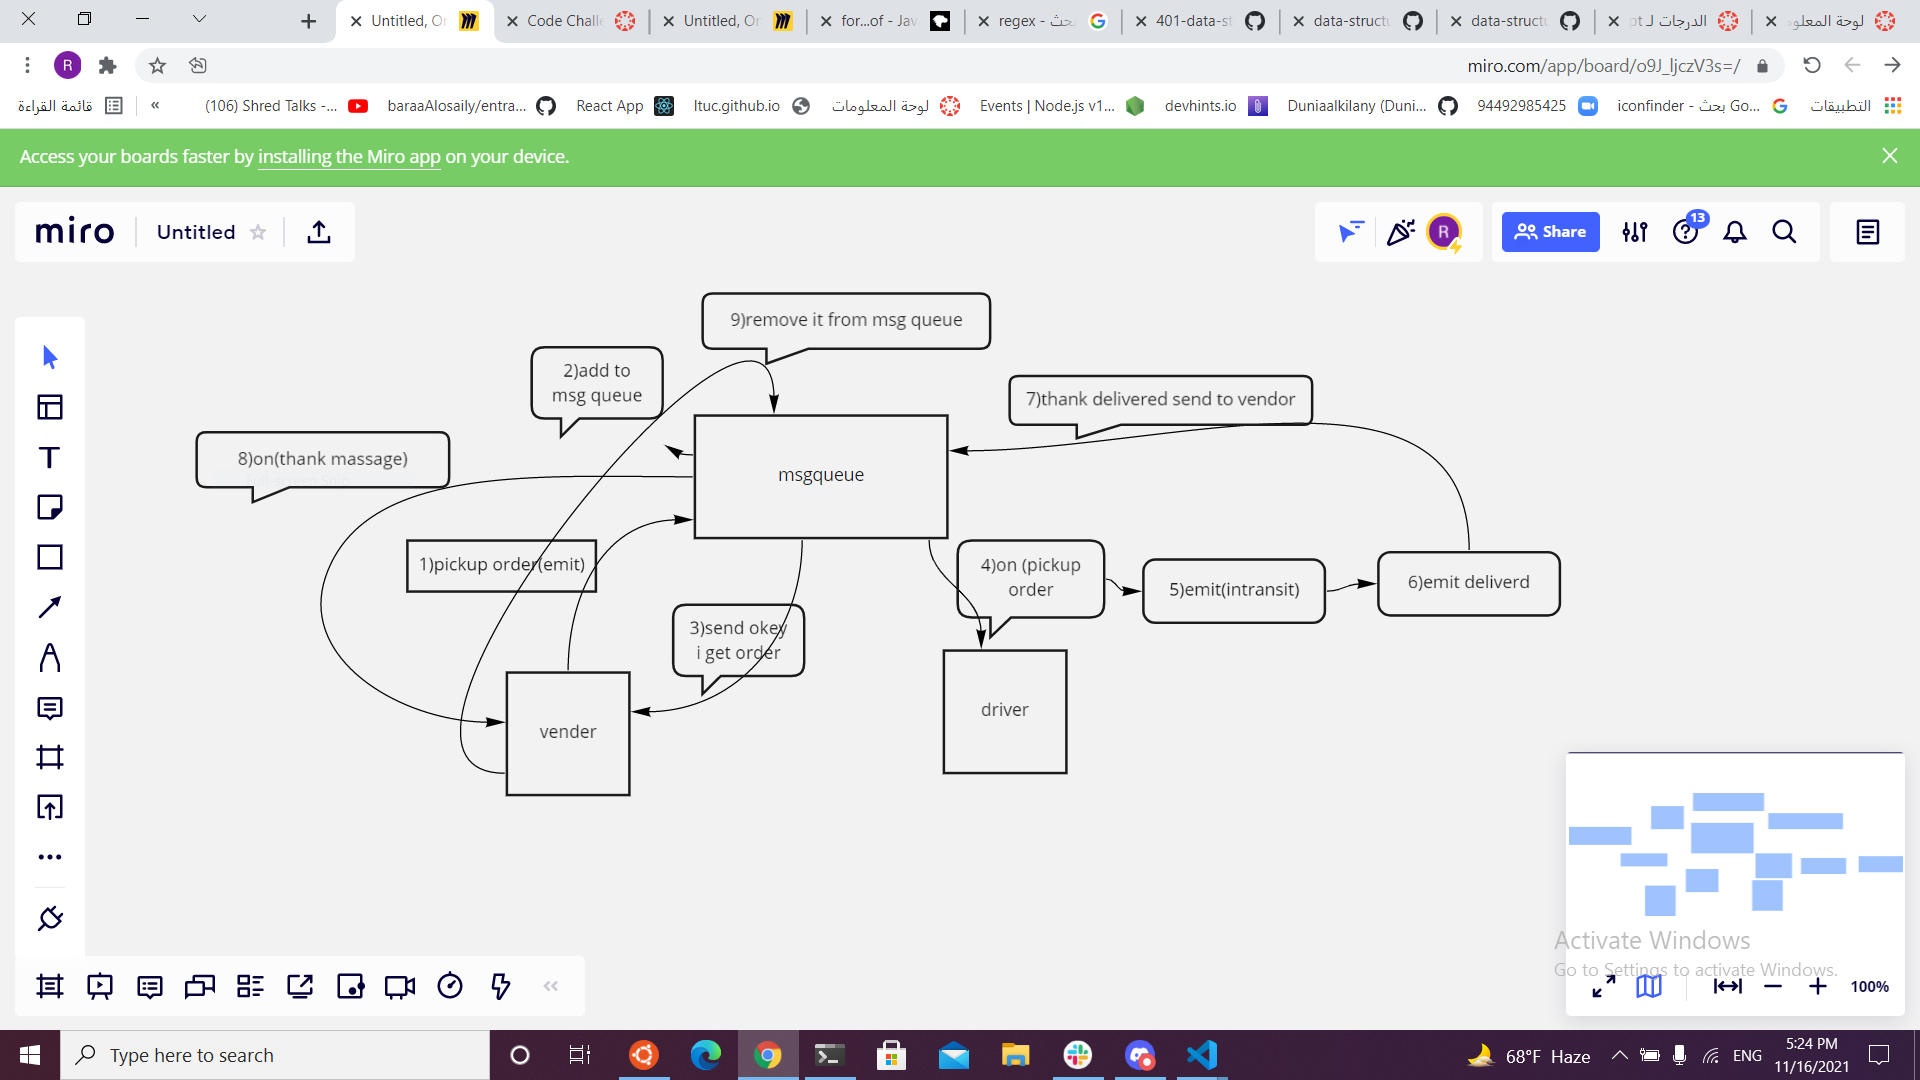 Untitled, Or
Code Challe
Untitled, Or
for...of - Jav
regex - بحث
401-data-st
data-structu
data-structu
الدرجات لـ pt
لوحة المعلوم
R
miro.com/app/board/o9J_ljczV3s=/
قائمة القراءة
«
(106) Shred Talks -...
baraaAlosaily/entra...
React App
ltuc.github.io
لوحة المعلومات
Events | Node.js v1...
devhints.io
Duniaalkilany (Duni...
94492985425
iconfinder - بحث Go...
التطبيقات
Access your boards faster by installing the Miro app on your device.
miro
Untitled
R
Share
13
9)remove it from msg queue
2)add to
msg queue
7)thank delivered send to vendor
8)on(thank massage)
msgqueue
1)pickup order(emit)
4)on (pickup
order
5)emit(intransit)
6)emit deliverd
3)send okey
i get order
vender
driver
Activate Windows
Go to Settings to activate Windows.
100%
Type here to search
68°F Haze
ENG
5:24 PM
11/16/2021